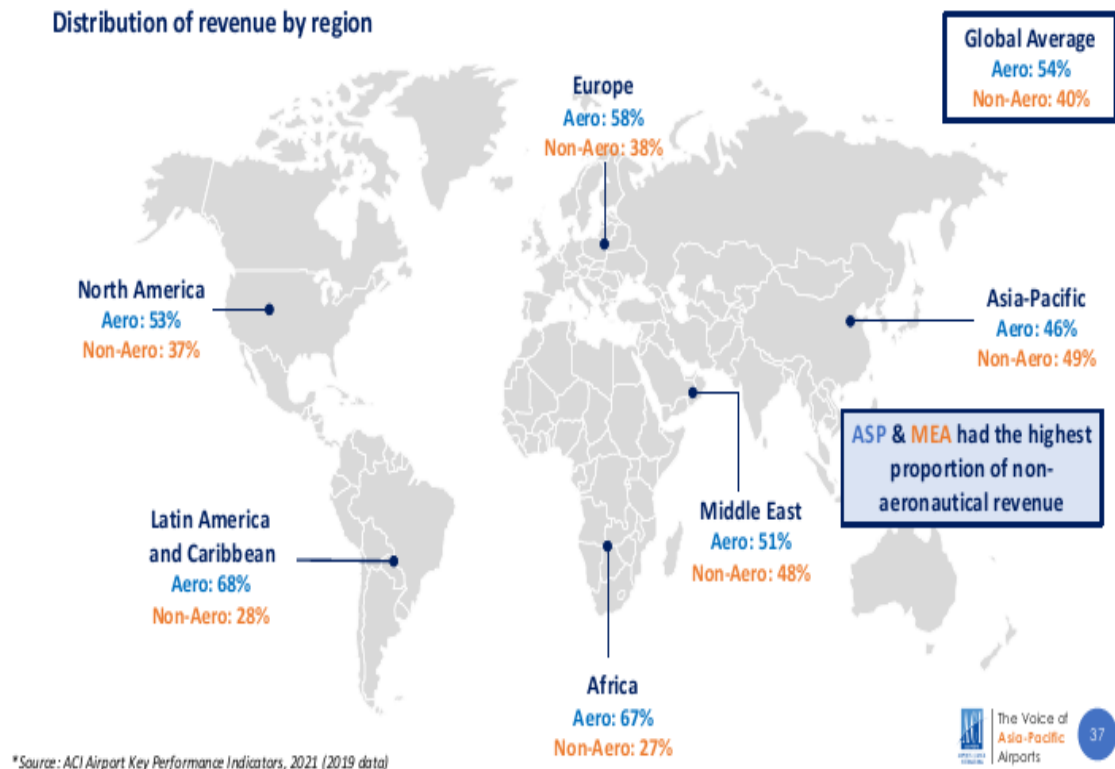 Distribution of revenue by region
Global Average
Aero: 54%
Non-Aero: 40%
Europe
Aero: 58%
Non-Aero: 38%
North America
Aero: 53%
Non-Aero: 37%
Asia-Pacific
Aero: 46%
Non-Aero: 49%
ASP & MEA had the highest
proportion of non-
aeronautical revenue
Middle East
Aero: 51%
Non-Aero: 48%
Latin America
and Caribbean
Aero: 68%
Non-Aero: 28%
Africa
Aero: 67%
Non-Aero: 27%
ACI
The Voice of
Asia-Pacific
Airports
37
*Source: ACI Airport Key Performance Indicators, 2021 (2019 data)